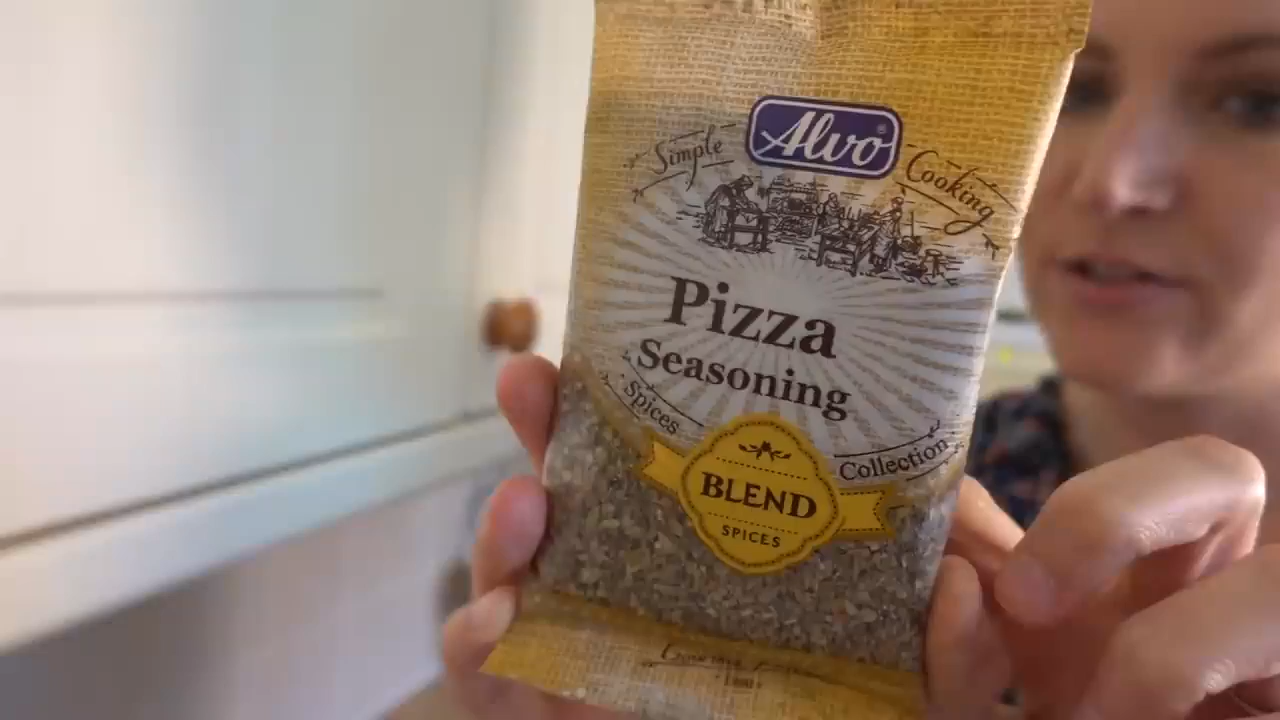 Alvo®
Simple Cooking
Pizza
Seasoning
Spices Collection
BLEND
SPICES